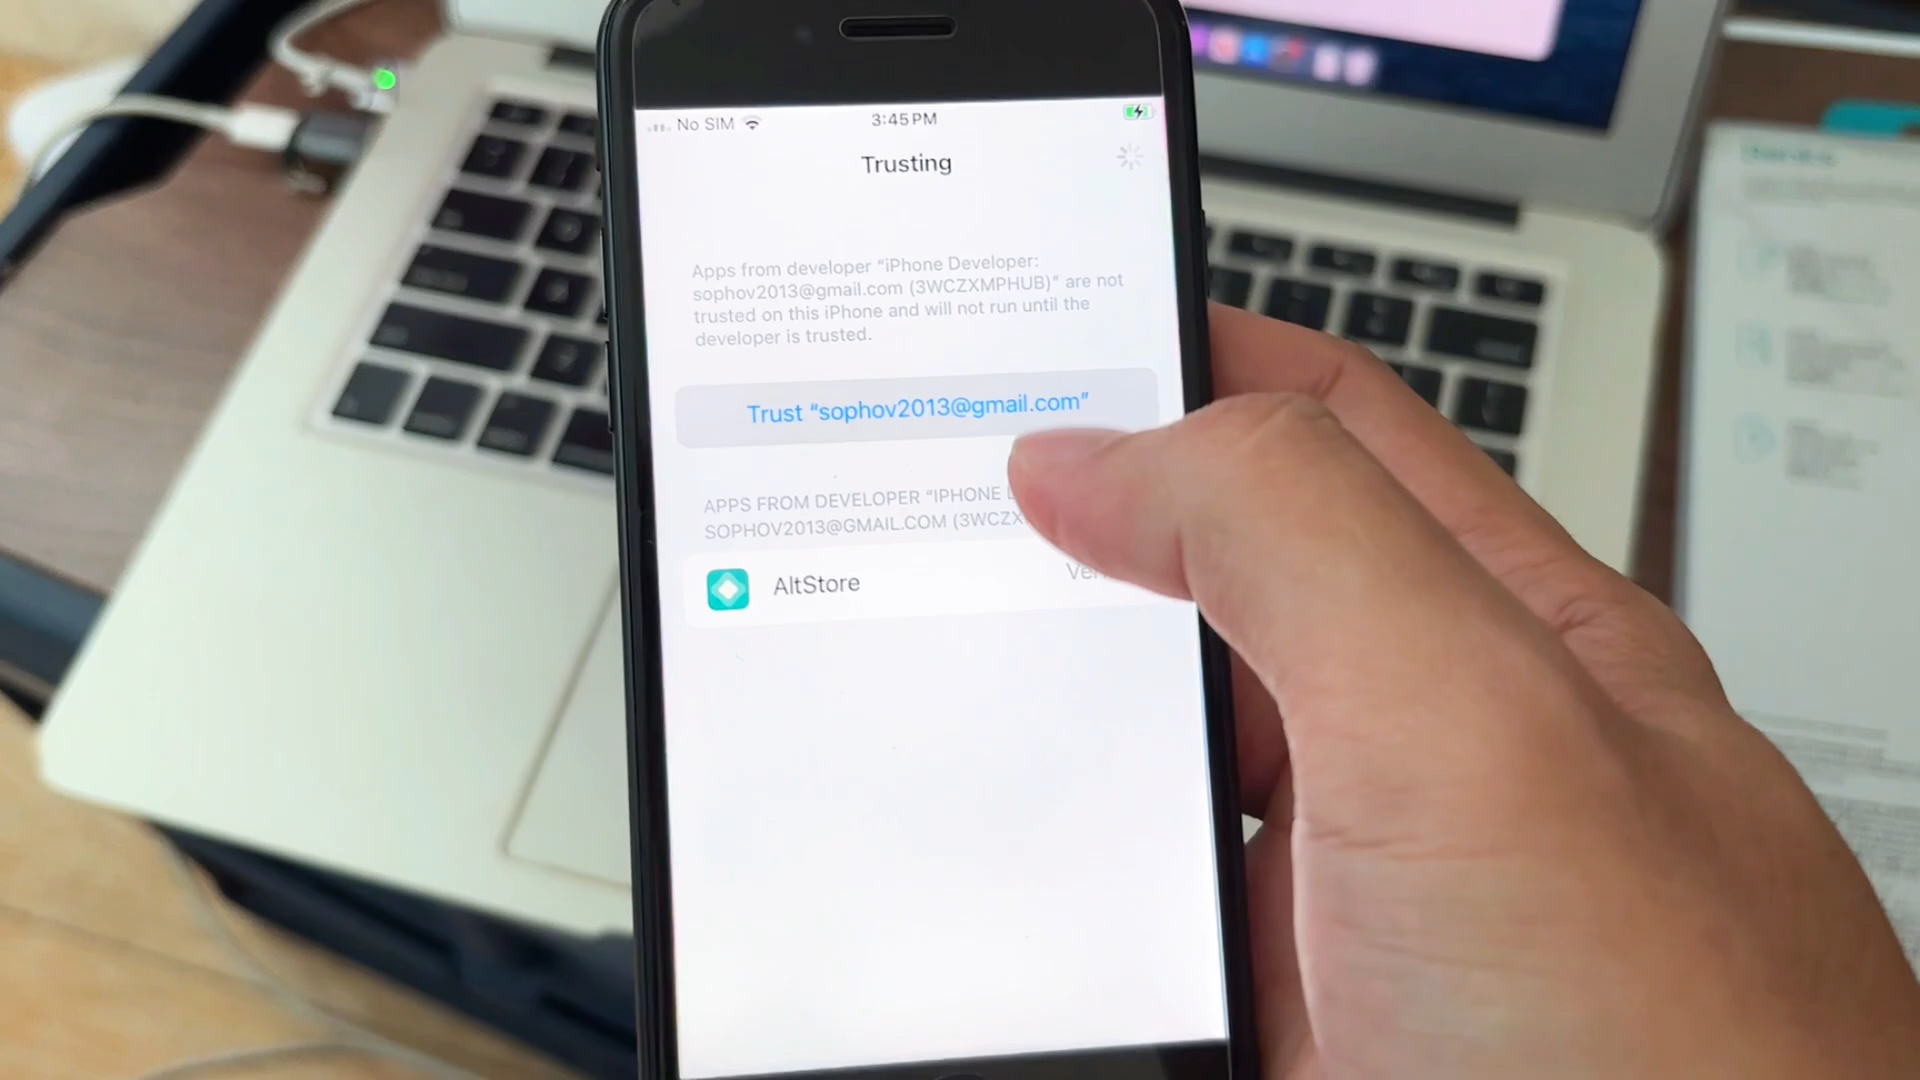 No SIM
3:45 PM
Trusting
Apps from developer “iPhone Developer:
sophov2013@gmail.com (3WCZXMPHUB)” are not
trusted on this iPhone and will not run until the
developer is trusted.
Trust “sophov2013@gmail.com”
APPS FROM DEVELOPER “IPHONE
SOPHOV2013@GMAIL.COM (3WCZX
AltStore